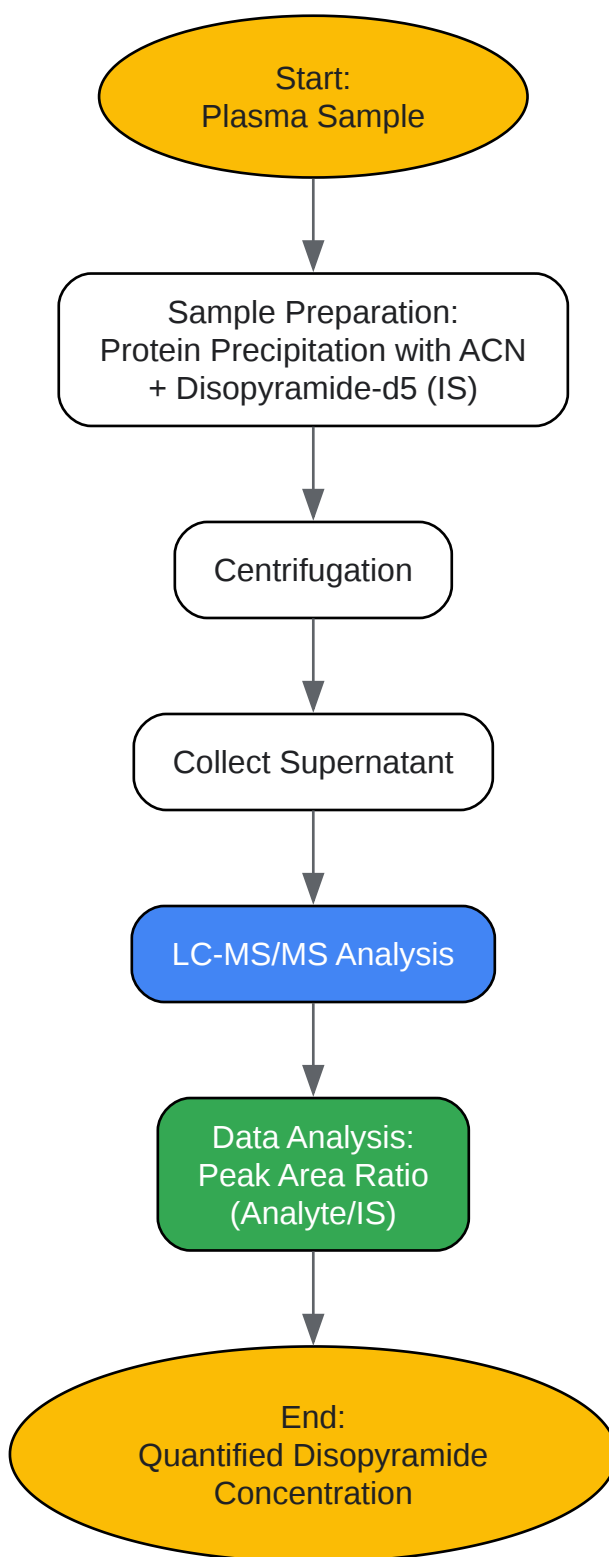 Start:
Plasma Sample
Sample Preparation:
Protein Precipitation with ACN
+ Disopyramide-d5 (IS)
Centrifugation
Collect Supernatant
LC-MS/MS Analysis
Data Analysis:
Peak Area Ratio
(Analyte/IS)
End:
Quantified Disopyramide
Concentration